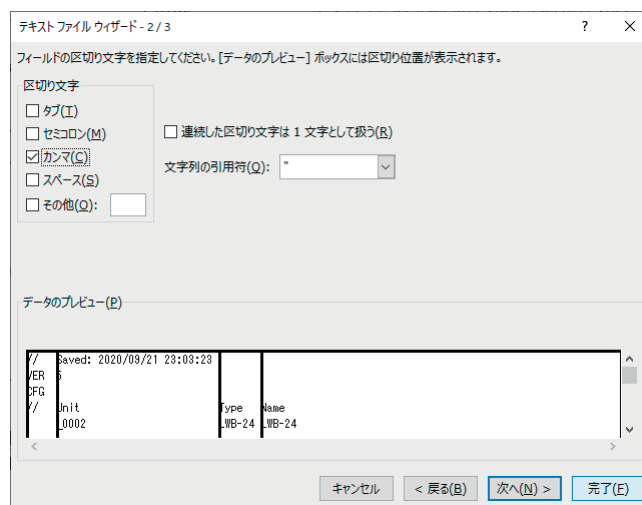 テキスト ファイル ウィザード - 2 / 3 ? ×
フィールドの区切り文字を指定してください。[データのプレビュー] ボックスには区切り位置が表示されます。
区切り文字
タブ(T)
セミコロン(M)
カンマ(C)
スペース(S)
その他(O):
連続した区切り文字は 1 文字として扱う(R)
文字列の引用符(Q): "
データのプレビュー(P)
// Saved: 2020/09/21 23:03:23
VER 6
CFG
// Unit Type Name
_0002 LWB-24 LWB-24
キャンセル < 戻る(B) 次へ(N) > 完了(F)